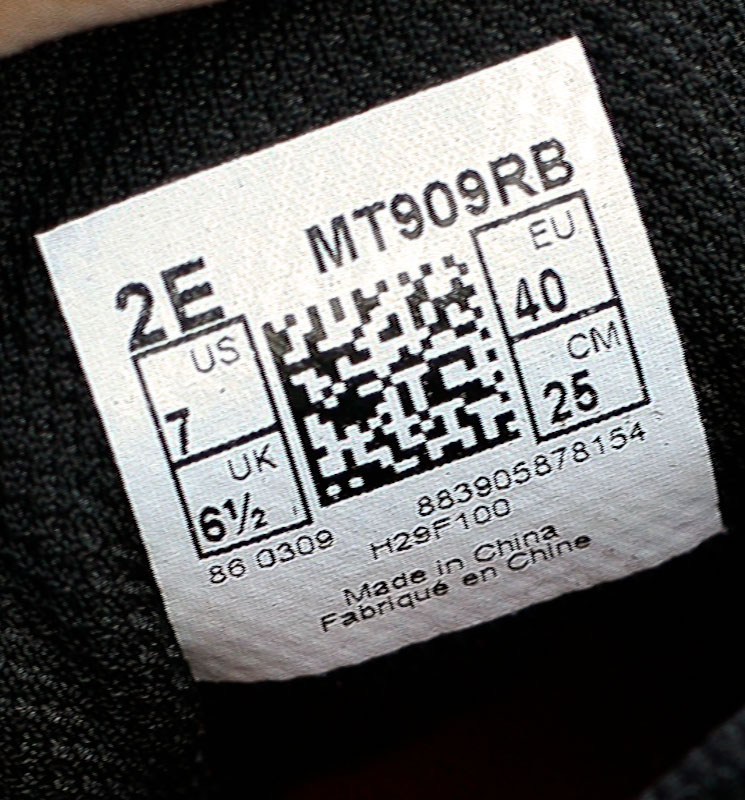 MT909RB
2E
US
7
UK
6½
EU
40
CM
25
883905878154
86 0309 H29F100
Made in China
Fabriqué en Chine